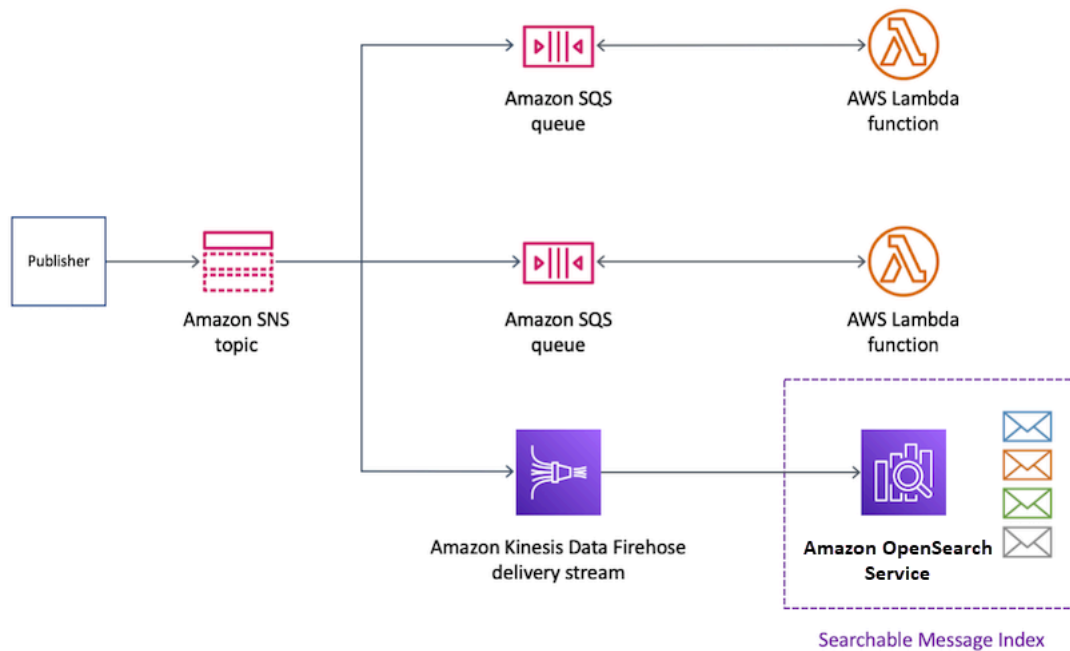 Amazon SQS
queue
AWS Lambda
function
Publisher
Amazon SNS
topic
Amazon SQS
queue
AWS Lambda
function
Amazon Kinesis Data Firehose
delivery stream
Amazon OpenSearch
Service
Searchable Message Index